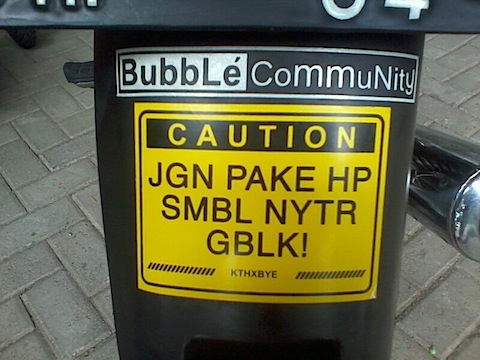 BubbLé CommuNity
CAUTION
JGN PAKE HP
SMBL NYTR
GBLK!
KTHXBYE